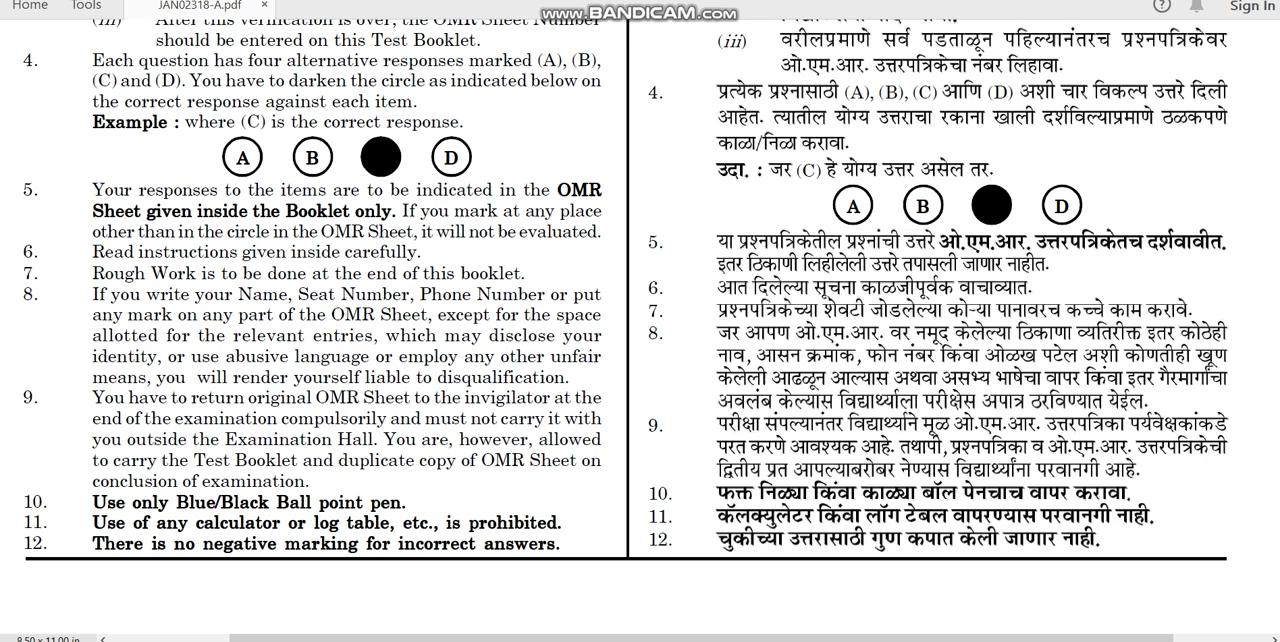 Home Tools JAN02318-A.pdf × www.BANDICAM.com Sign In
(iii) After this verification is over, the OMR Sheet Number
should be entered on this Test Booklet.
4. Each question has four alternative responses marked (A), (B),
(C) and (D). You have to darken the circle as indicated below on
the correct response against each item.
Example : where (C) is the correct response.
A B D
5. Your responses to the items are to be indicated in the OMR
Sheet given inside the Booklet only. If you mark at any place
other than in the circle in the OMR Sheet, it will not be evaluated.
6. Read instructions given inside carefully.
7. Rough Work is to be done at the end of this booklet.
8. If you write your Name, Seat Number, Phone Number or put
any mark on any part of the OMR Sheet, except for the space
allotted for the relevant entries, which may disclose your
identity, or use abusive language or employ any other unfair
means, you will render yourself liable to disqualification.
9. You have to return original OMR Sheet to the invigilator at the
end of the examination compulsorily and must not carry it with
you outside the Examination Hall. You are, however, allowed
to carry the Test Booklet and duplicate copy of OMR Sheet on
conclusion of examination.
10. Use only Blue/Black Ball point pen.
11. Use of any calculator or log table, etc., is prohibited.
12. There is no negative marking for incorrect answers.
(iii) वरीलप्रमाणे सर्व पडताळून पहिल्यानंतरच प्रश्नपत्रिकेवर
ओ.एम.आर. उत्तरपत्रिकेचा नंबर लिहावा.
4. प्रत्येक प्रश्नासाठी (A), (B), (C) आणि (D) अशी चार विकल्प उत्तरे दिली
आहेत. त्यातील योग्य उत्तराचा रकाना खाली दर्शविल्याप्रमाणे ठळकपणे
काळा/निळा करावा.
उदा. : जर (C) हे योग्य उत्तर असेल तर.
A B D
5. या प्रश्नपत्रिकेतील प्रश्नांची उत्तरे ओ.एम.आर. उत्तरपत्रिकेतच दर्शवावीत.
इतर ठिकाणी लिहीलेली उत्तरे तपासली जाणार नाहीत.
6. आत दिलेल्या सूचना काळजीपूर्वक वाचाव्यात.
7. प्रश्नपत्रिकेच्या शेवटी जोडलेल्या कोऱ्या पानावरच कच्चे काम करावे.
8. जर आपण ओ.एम.आर. वर नमूद केलेल्या ठिकाणा व्यतिरीक्त इतर कोठेही
नाव, आसन क्रमांक, फोन नंबर किंवा ओळख पटेल अशी कोणतीही खूण
केलेली आढळून आल्यास अथवा असभ्य भाषेचा वापर किंवा इतर गैरमार्गांचा
अवलंब केल्यास विद्यार्थ्याला परीक्षेस अपात्र ठरविण्यात येईल.
9. परीक्षा संपल्यानंतर विद्यार्थ्याने मूळ ओ.एम.आर. उत्तरपत्रिका पर्यवेक्षकांकडे
परत करणे आवश्यक आहे. तथापी, प्रश्नपत्रिका व ओ.एम.आर. उत्तरपत्रिकेची
द्वितीय प्रत आपल्याबरोबर नेण्यास विद्यार्थ्यांना परवानगी आहे.
10. फक्त निळ्या किंवा काळ्या बॉल पेनचाच वापर करावा.
11. कॅलक्युलेटर किंवा लॉग टेबल वापरण्यास परवानगी नाही.
12. चुकीच्या उत्तरासाठी गुण कपात केली जाणार नाही.
8.50 x 11.00 in